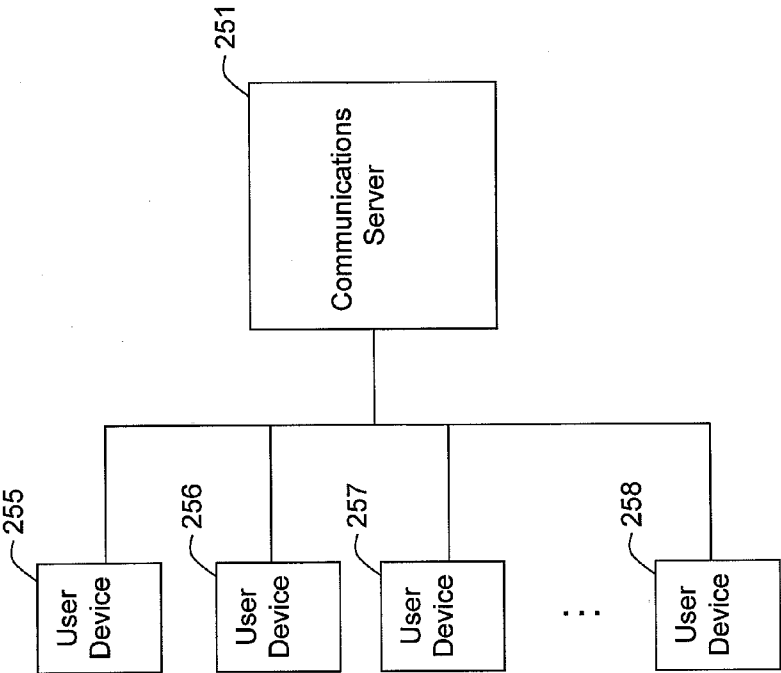 251
Communications
Server
255
User
Device
256
User
Device
257
User
Device
...
258
User
Device